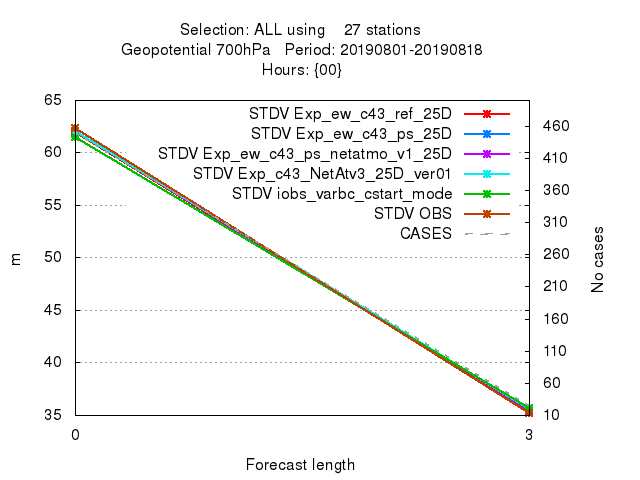 Selection: ALL using    27 stations
Geopotential 700hPa   Period: 20190801-20190818
Hours: {00}
65
60
55
50
45
40
35
m
STDV Exp_ew_c43_ref_25D
STDV Exp_ew_c43_ps_25D
STDV Exp_ew_c43_ps_netatmo_v1_25D
STDV Exp_c43_NetAtv3_25D_ver01
STDV iobs_varbc_cstart_mode
STDV OBS
CASES
460
410
360
310
260
210
160
110
60
10
No cases
0
3
Forecast length